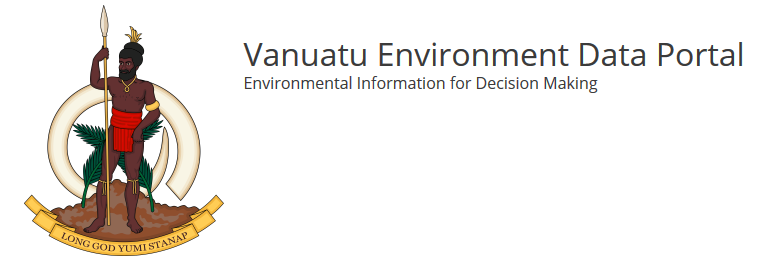 Vanuatu Environment Data Portal
Environmental Information for Decision Making
LONG GOD YUMI STANAP